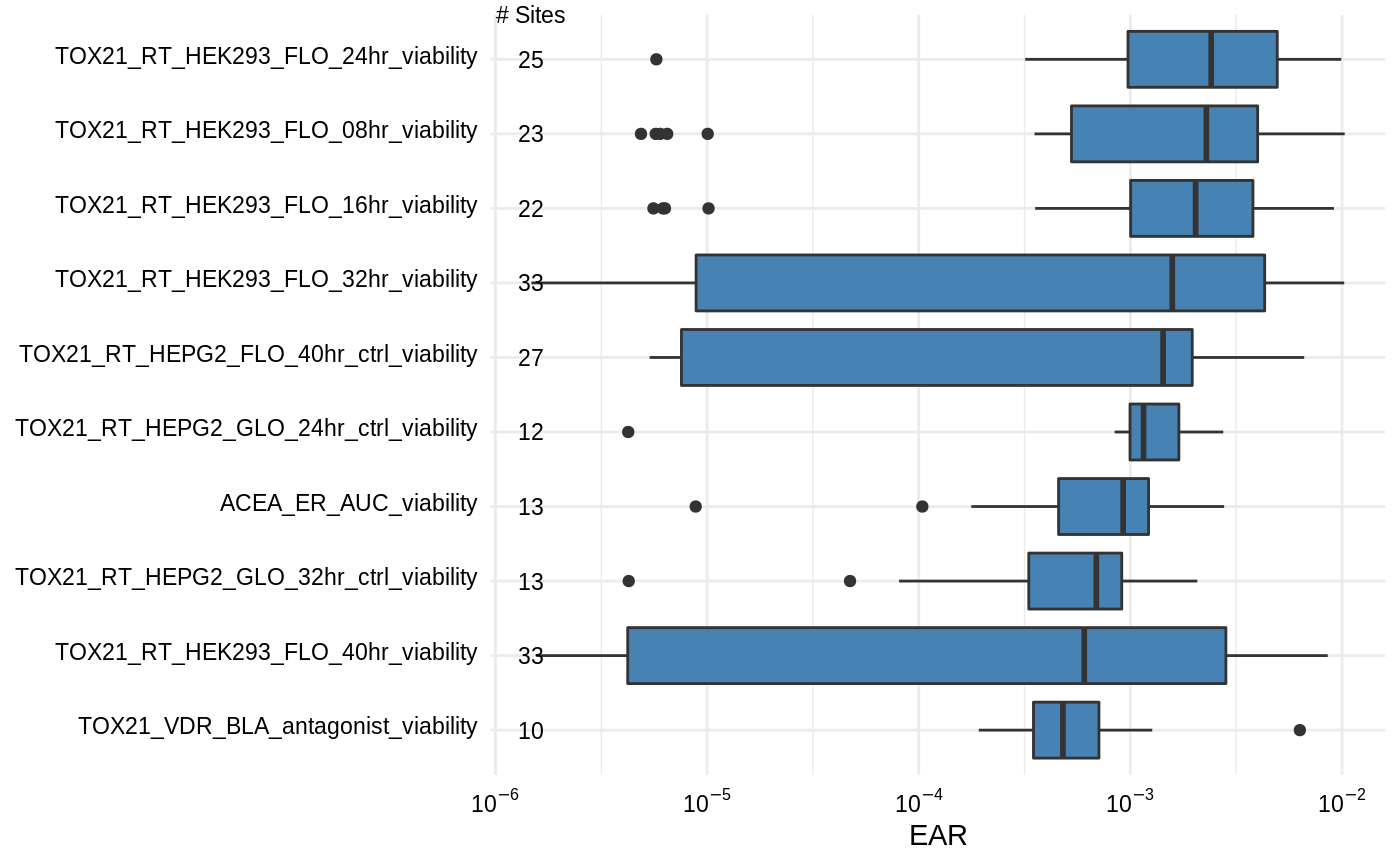 # Sites
TOX21_RT_HEK293_FLO_24hr_viability 25
TOX21_RT_HEK293_FLO_08hr_viability 23
TOX21_RT_HEK293_FLO_16hr_viability 22
TOX21_RT_HEK293_FLO_32hr_viability 33
TOX21_RT_HEPG2_FLO_40hr_ctrl_viability 27
TOX21_RT_HEPG2_GLO_24hr_ctrl_viability 12
ACEA_ER_AUC_viability 13
TOX21_RT_HEPG2_GLO_32hr_ctrl_viability 13
TOX21_RT_HEK293_FLO_40hr_viability 33
TOX21_VDR_BLA_antagonist_viability 10
10⁻⁶ 10⁻⁵ 10⁻⁴ 10⁻³ 10⁻²
EAR